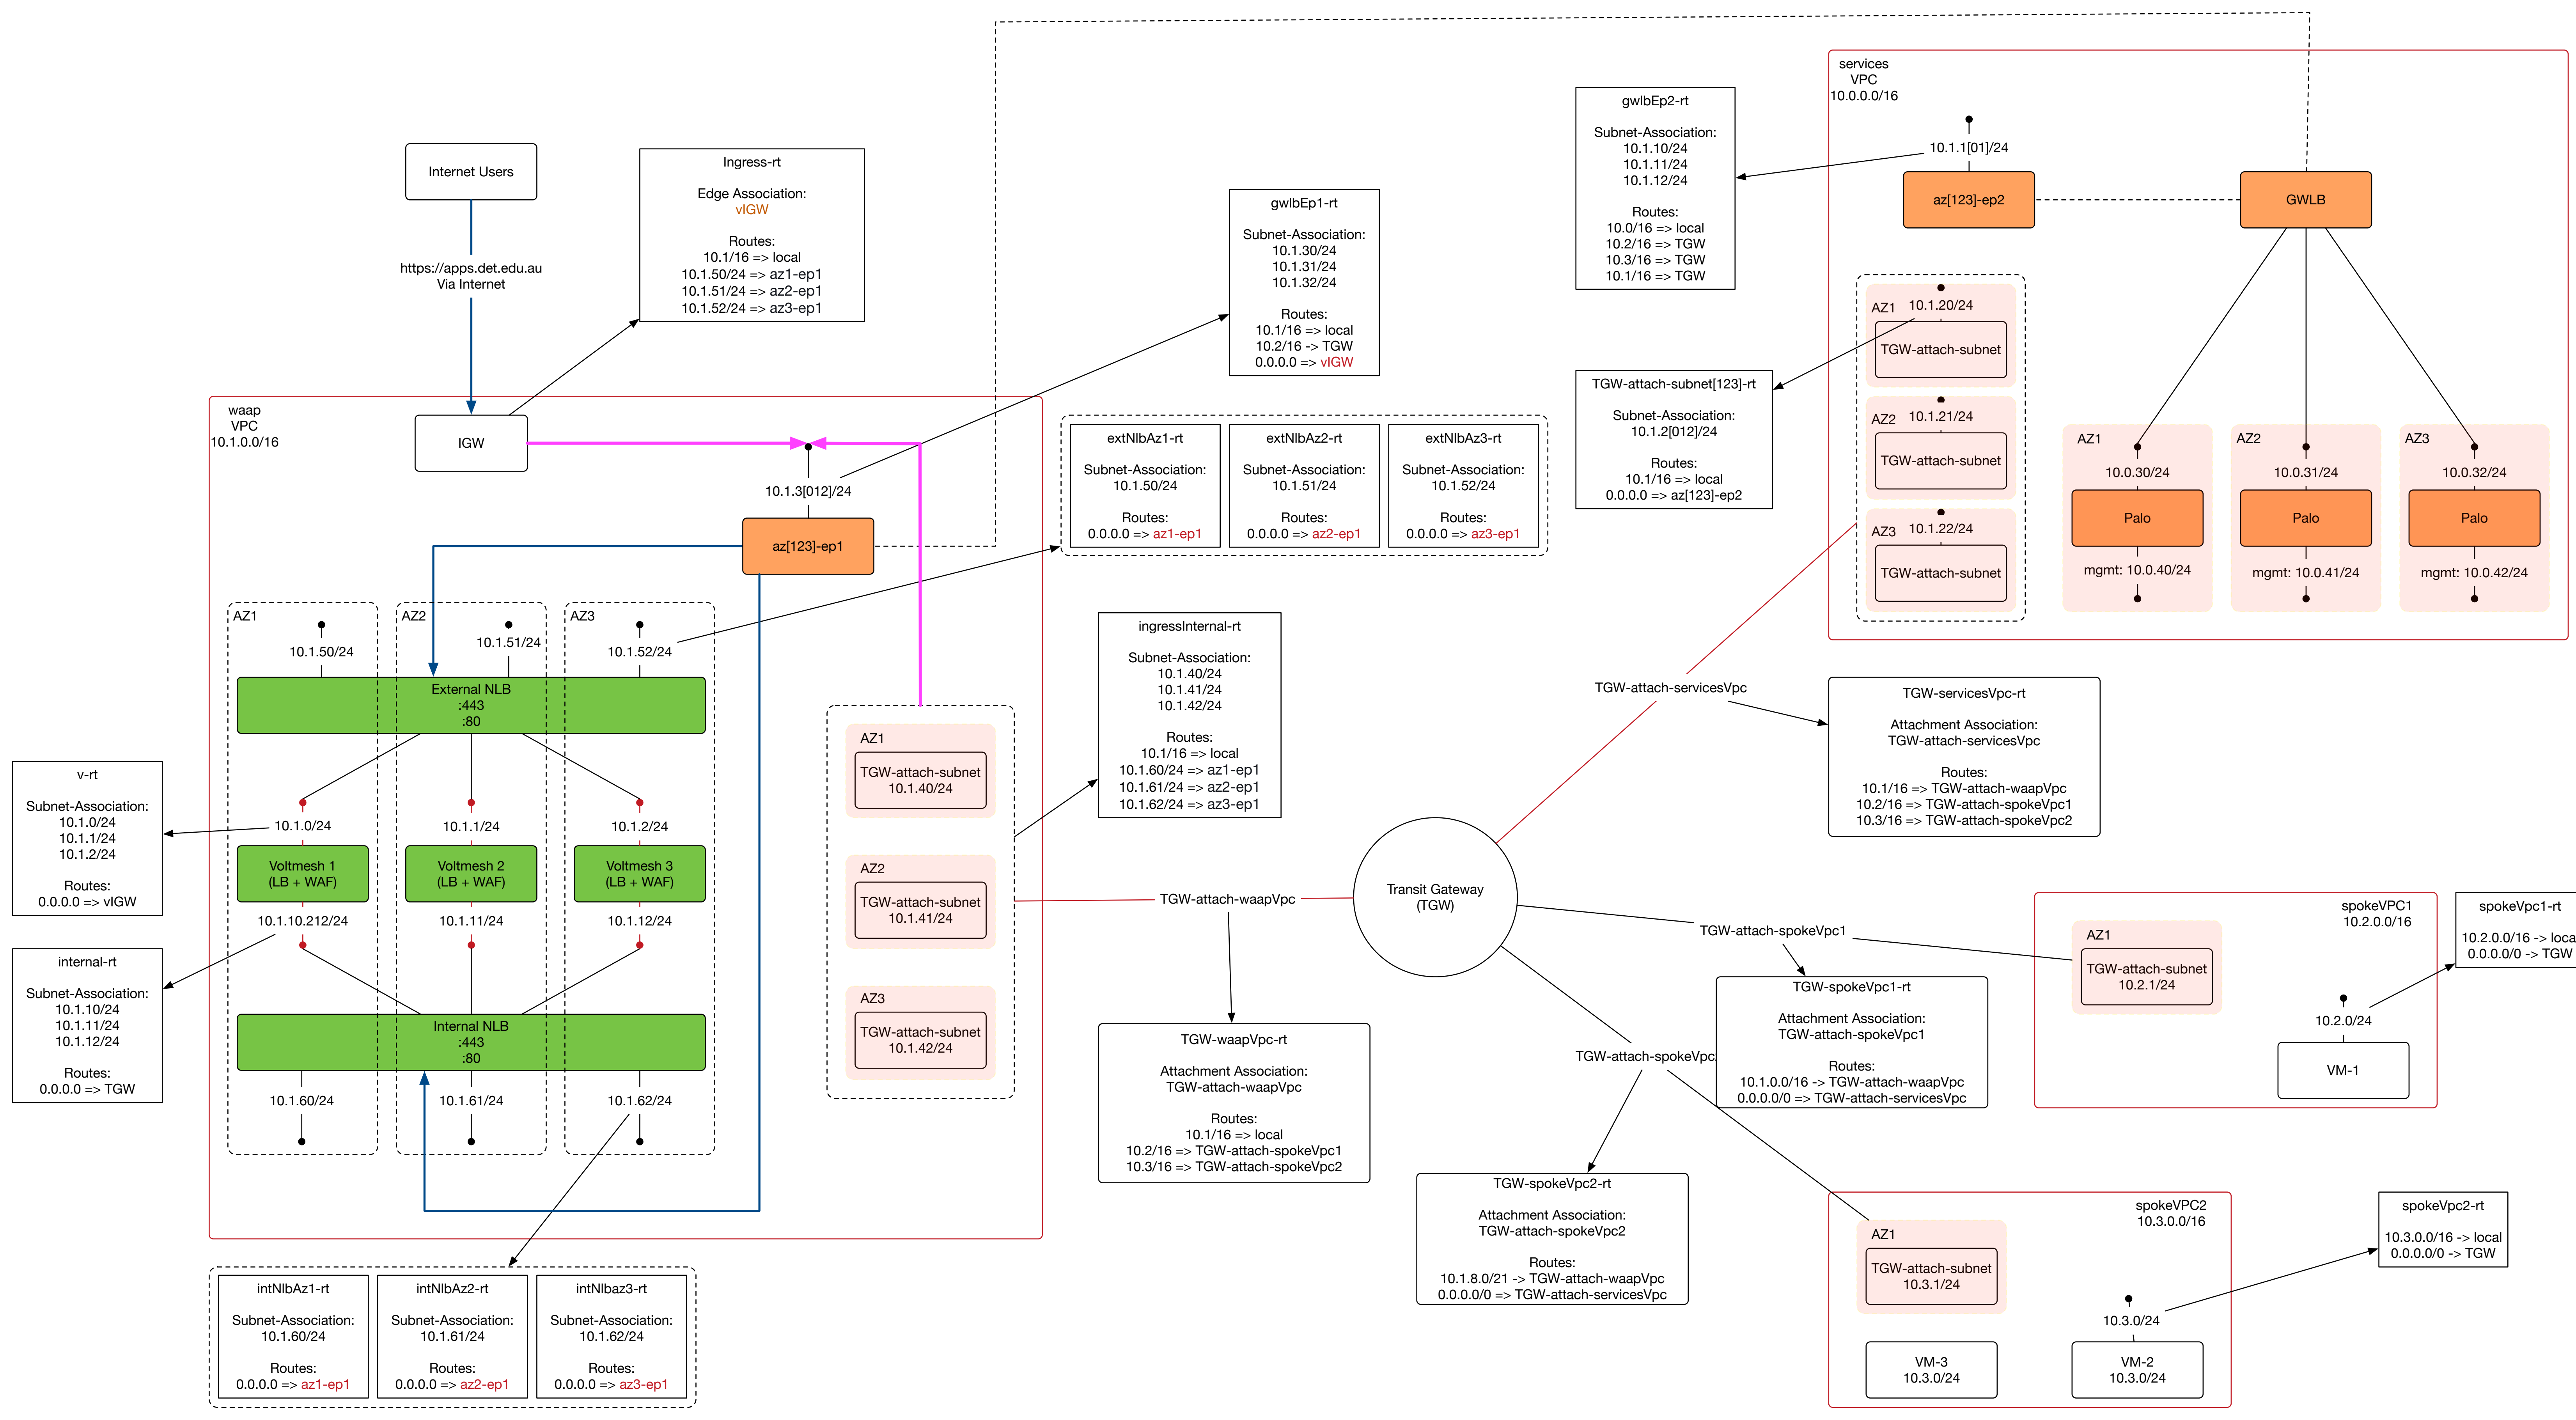 services
VPC
10.0.0.0/16
gwlbEp2-rt
Subnet-Association:
10.1.10/24
10.1.11/24
10.1.12/24
Routes:
10.0/16 => local
10.2/16 => TGW
10.3/16 => TGW
10.1/16 => TGW
10.1.1[01]/24
az[123]-ep2
GWLB
Internet Users
https://apps.det.edu.au
Via Internet
Ingress-rt
Edge Association:
vIGW
Routes:
10.1/16 => local
10.1.50/24 => az1-ep1
10.1.51/24 => az2-ep1
10.1.52/24 => az3-ep1
gwlbEp1-rt
Subnet-Association:
10.1.30/24
10.1.31/24
10.1.32/24
Routes:
10.1/16 => local
10.2/16 -> TGW
0.0.0.0 => vIGW
AZ1
10.1.20/24
TGW-attach-subnet
AZ2
10.1.21/24
TGW-attach-subnet
AZ3
10.1.22/24
TGW-attach-subnet
TGW-attach-subnet[123]-rt
Subnet-Association:
10.1.2[012]/24
Routes:
10.1/16 => local
0.0.0.0 => az[123]-ep2
AZ1
10.0.30/24
Palo
mgmt: 10.0.40/24
AZ2
10.0.31/24
Palo
mgmt: 10.0.41/24
AZ3
10.0.32/24
Palo
mgmt: 10.0.42/24
waap
VPC
10.1.0.0/16
IGW
10.1.3[012]/24
az[123]-ep1
extNlbAz1-rt
Subnet-Association:
10.1.50/24
Routes:
0.0.0.0 => az1-ep1
extNlbAz2-rt
Subnet-Association:
10.1.51/24
Routes:
0.0.0.0 => az2-ep1
extNlbAz3-rt
Subnet-Association:
10.1.52/24
Routes:
0.0.0.0 => az3-ep1
AZ1
10.1.50/24
AZ2
10.1.51/24
AZ3
10.1.52/24
External NLB
:443
:80
ingressInternal-rt
Subnet-Association:
10.1.40/24
10.1.41/24
10.1.42/24
Routes:
10.1/16 => local
10.1.60/24 => az1-ep1
10.1.61/24 => az2-ep1
10.1.62/24 => az3-ep1
TGW-attach-servicesVpc
TGW-servicesVpc-rt
Attachment Association:
TGW-attach-servicesVpc
Routes:
10.1/16 => TGW-attach-waapVpc
10.2/16 => TGW-attach-spokeVpc1
10.3/16 => TGW-attach-spokeVpc2
v-rt
Subnet-Association:
10.1.0/24
10.1.1/24
10.1.2/24
Routes:
0.0.0.0 => vIGW
10.1.0/24
10.1.1/24
10.1.2/24
Voltmesh 1
(LB + WAF)
Voltmesh 2
(LB + WAF)
Voltmesh 3
(LB + WAF)
10.1.10.212/24
10.1.11/24
10.1.12/24
internal-rt
Subnet-Association:
10.1.10/24
10.1.11/24
10.1.12/24
Routes:
0.0.0.0 => TGW
Internal NLB
:443
:80
10.1.60/24
10.1.61/24
10.1.62/24
AZ1
TGW-attach-subnet
10.1.40/24
AZ2
TGW-attach-subnet
10.1.41/24
AZ3
TGW-attach-subnet
10.1.42/24
TGW-attach-waapVpc
Transit Gateway
(TGW)
TGW-attach-spokeVpc1
TGW-attach-spokeVpc
TGW-waapVpc-rt
Attachment Association:
TGW-attach-waapVpc
Routes:
10.1/16 => local
10.2/16 => TGW-attach-spokeVpc1
10.3/16 => TGW-attach-spokeVpc2
TGW-spokeVpc1-rt
Attachment Association:
TGW-attach-spokeVpc1
Routes:
10.1.0.0/16 -> TGW-attach-waapVpc
0.0.0.0/0 => TGW-attach-servicesVpc
spokeVPC1
10.2.0.0/16
AZ1
TGW-attach-subnet
10.2.1/24
10.2.0/24
VM-1
spokeVpc1-rt
10.2.0.0/16 -> loca
0.0.0.0/0 -> TGW
TGW-spokeVpc2-rt
Attachment Association:
TGW-attach-spokeVpc2
Routes:
10.1.8.0/21 -> TGW-attach-waapVpc
0.0.0.0/0 => TGW-attach-servicesVpc
spokeVPC2
10.3.0.0/16
AZ1
TGW-attach-subnet
10.3.1/24
10.3.0/24
VM-3
10.3.0/24
VM-2
10.3.0/24
spokeVpc2-rt
10.3.0.0/16 -> local
0.0.0.0/0 -> TGW
intNlbAz1-rt
Subnet-Association:
10.1.60/24
Routes:
0.0.0.0 => az1-ep1
intNlbAz2-rt
Subnet-Association:
10.1.61/24
Routes:
0.0.0.0 => az2-ep1
intNlbaz3-rt
Subnet-Association:
10.1.62/24
Routes:
0.0.0.0 => az3-ep1